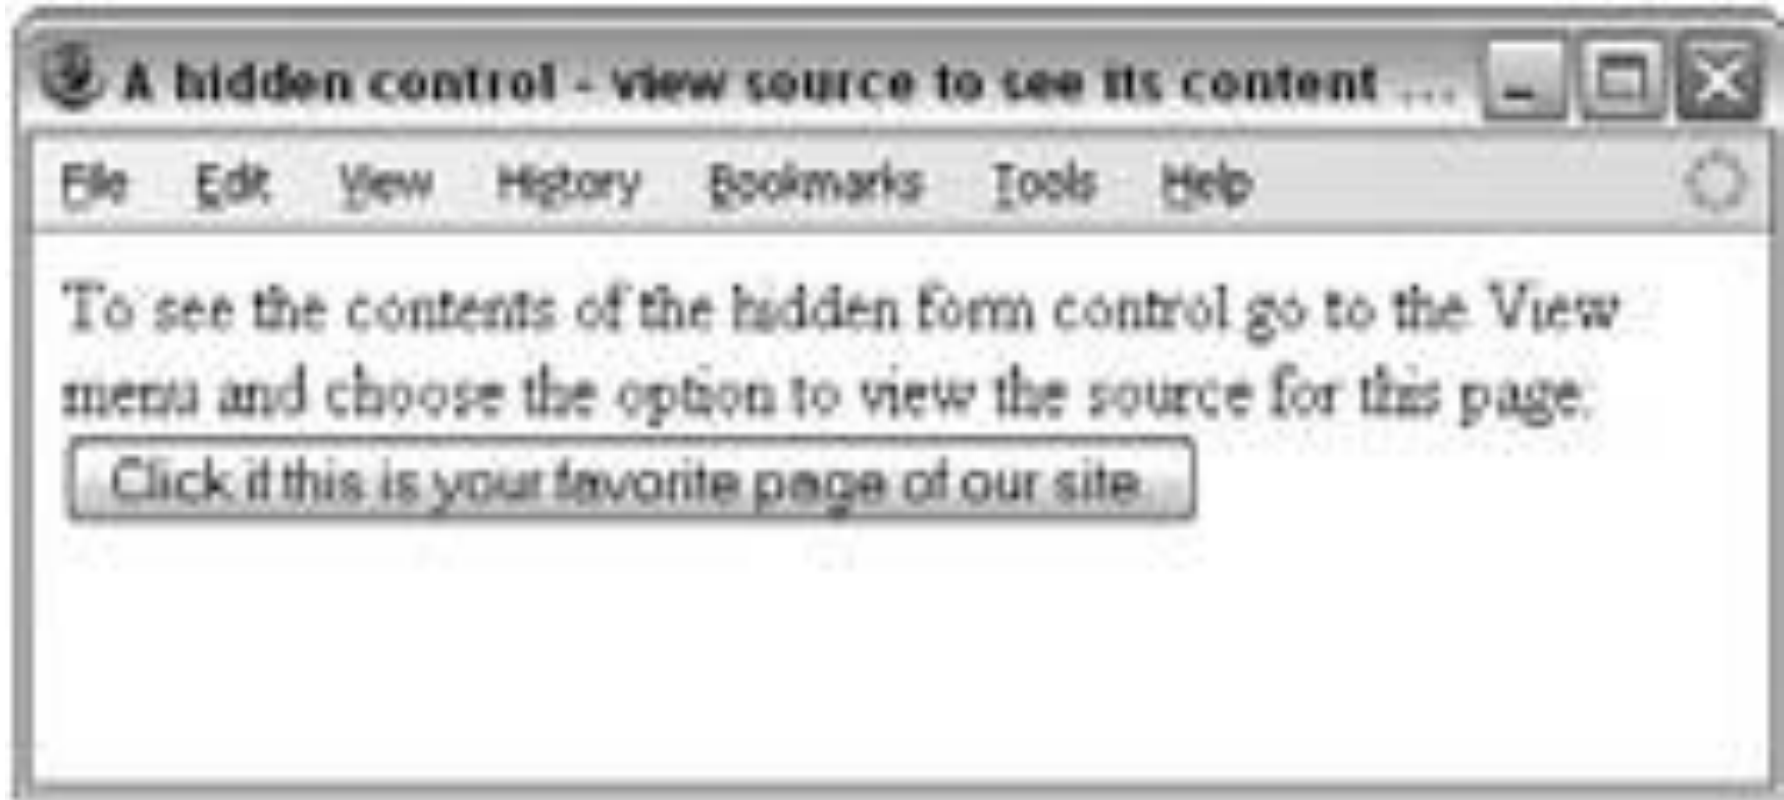 A hidden control - view source to see its content ...
File Edit View History Bookmarks Tools Help
To see the contents of the hidden form control go to the View
menu and choose the option to view the source for this page.
Click if this is your favorite page of our site.